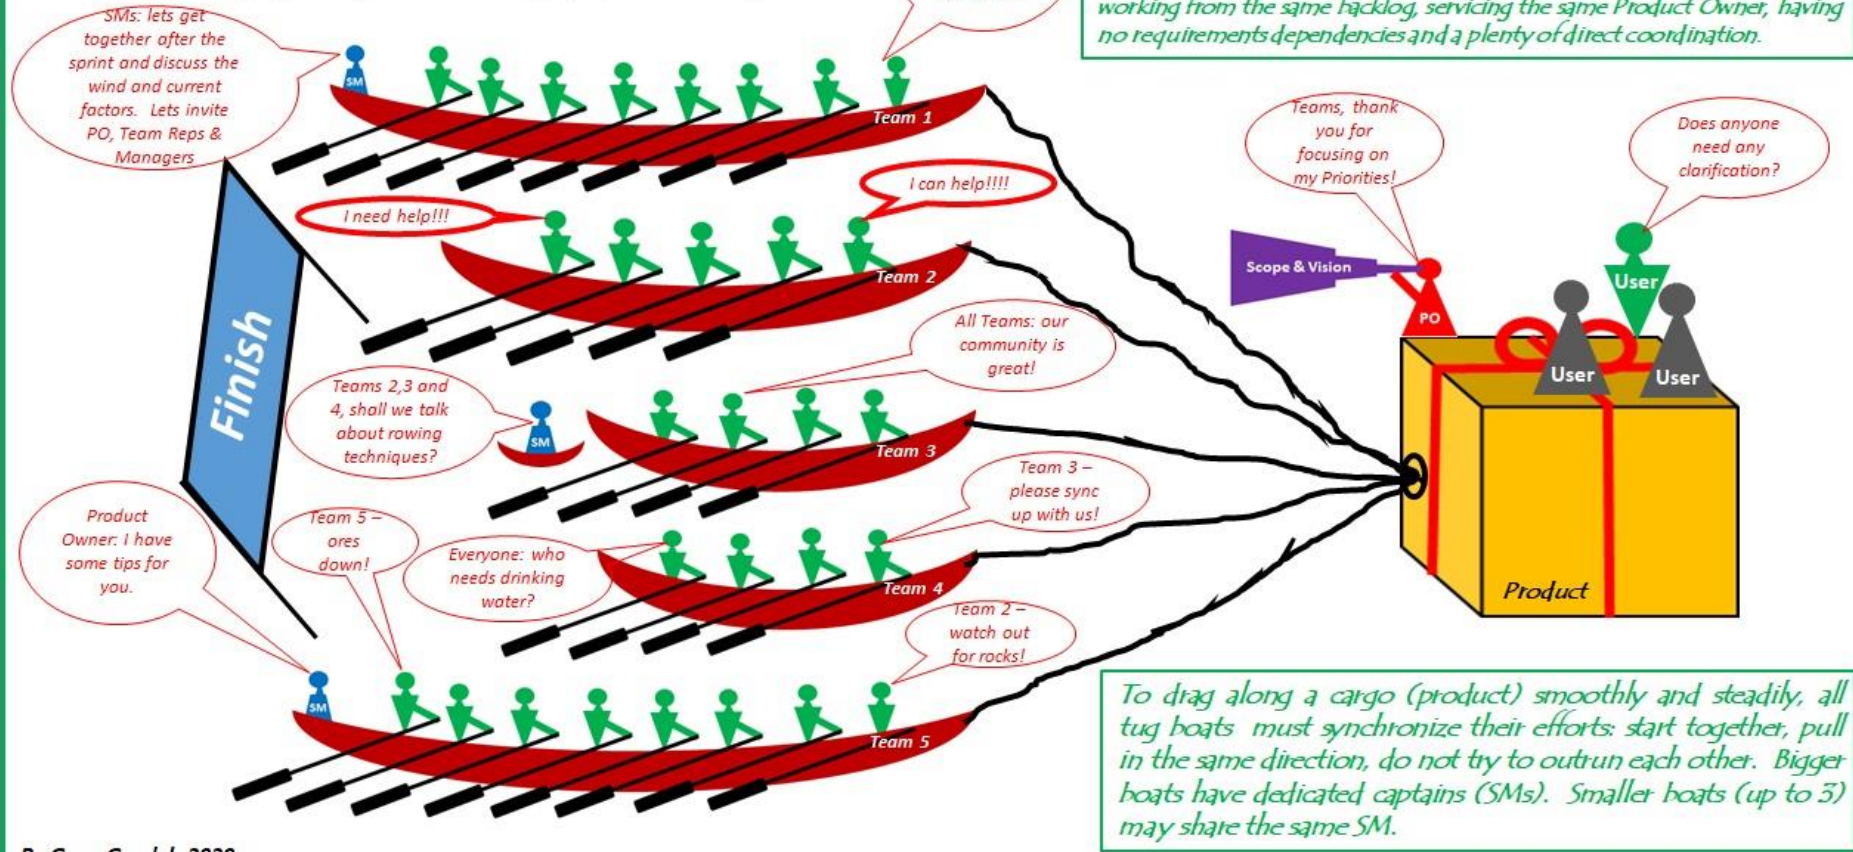 working from the same backlog, servicing the same Product Owner, having
no requirements dependencies and a plenty of direct coordination.
SMs: lets get
together after the
sprint and discuss the
wind and current
factors. Lets invite
PO, Team Reps &
Managers
SM
Team 1
Teams, thank
you for
focusing on
my Priorities!
Does anyone
need any
clarification?
I need help!!!
I can help!!!!
Team 2
Scope & Vision
PO
User
User
User
Finish
All Teams: our
community is
great!
Teams 2,3 and
4, shall we talk
about rowing
techniques?
SM
Team 3
Team 3 –
please sync
up with us!
Product
Owner: I have
some tips for
you.
Team 5 –
ores
down!
Everyone: who
needs drinking
water?
Team 4
Product
Team 2 –
watch out
for rocks!
SM
Team 5
To drag along a cargo (product) smoothly and steadily, all
tug boats must synchronize their efforts: start together, pull
in the same direction, do not try to outrun each other. Bigger
boats have dedicated captains (SMs). Smaller boats (up to 3)
may share the same SM.